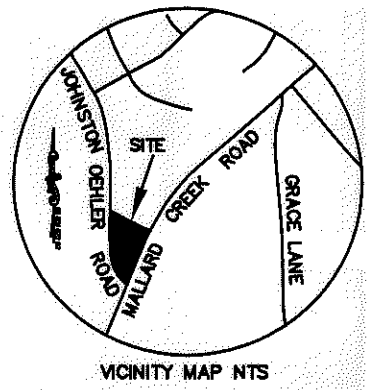 JOHNSTON OEHLER
ROAD
SITE
MALLARD CREEK ROAD
GRACE LANE
VICINITY MAP NTS